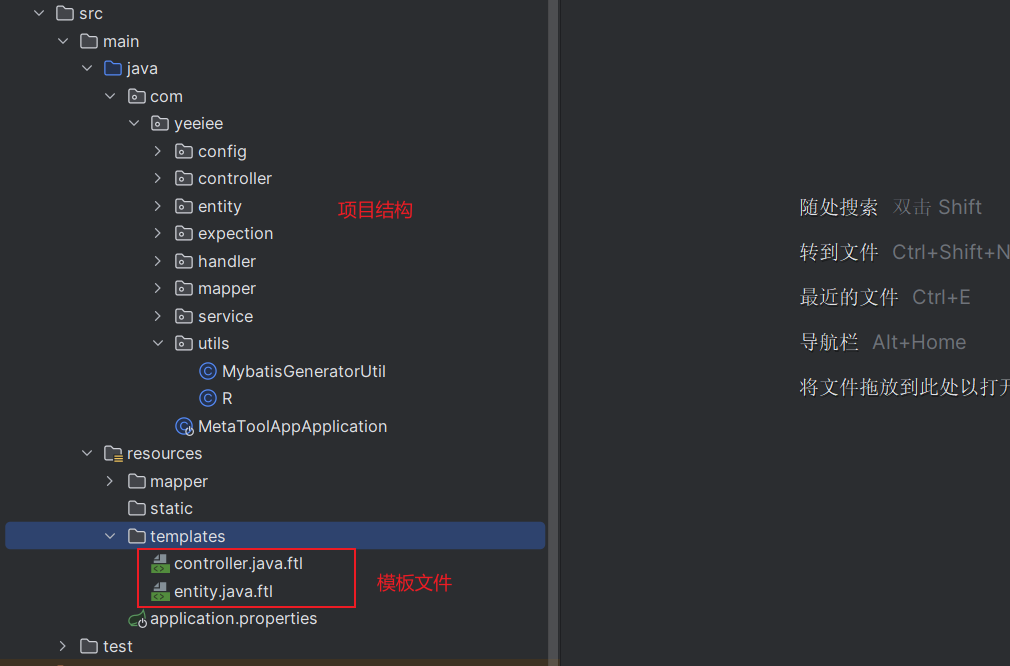 src
main
java
com
yeeiee
config
controller
entity
项目结构
expection
handler
mapper
service
utils
MybatisGeneratorUtil
R
MetaToolAppApplication
resources
mapper
static
templates
controller.java.ftl
entity.java.ftl
模板文件
application.properties
test
随处搜索 双击 Shift
转到文件 Ctrl+Shift+N
最近的文件 Ctrl+E
导航栏 Alt+Home
将文件拖放到此处以打开